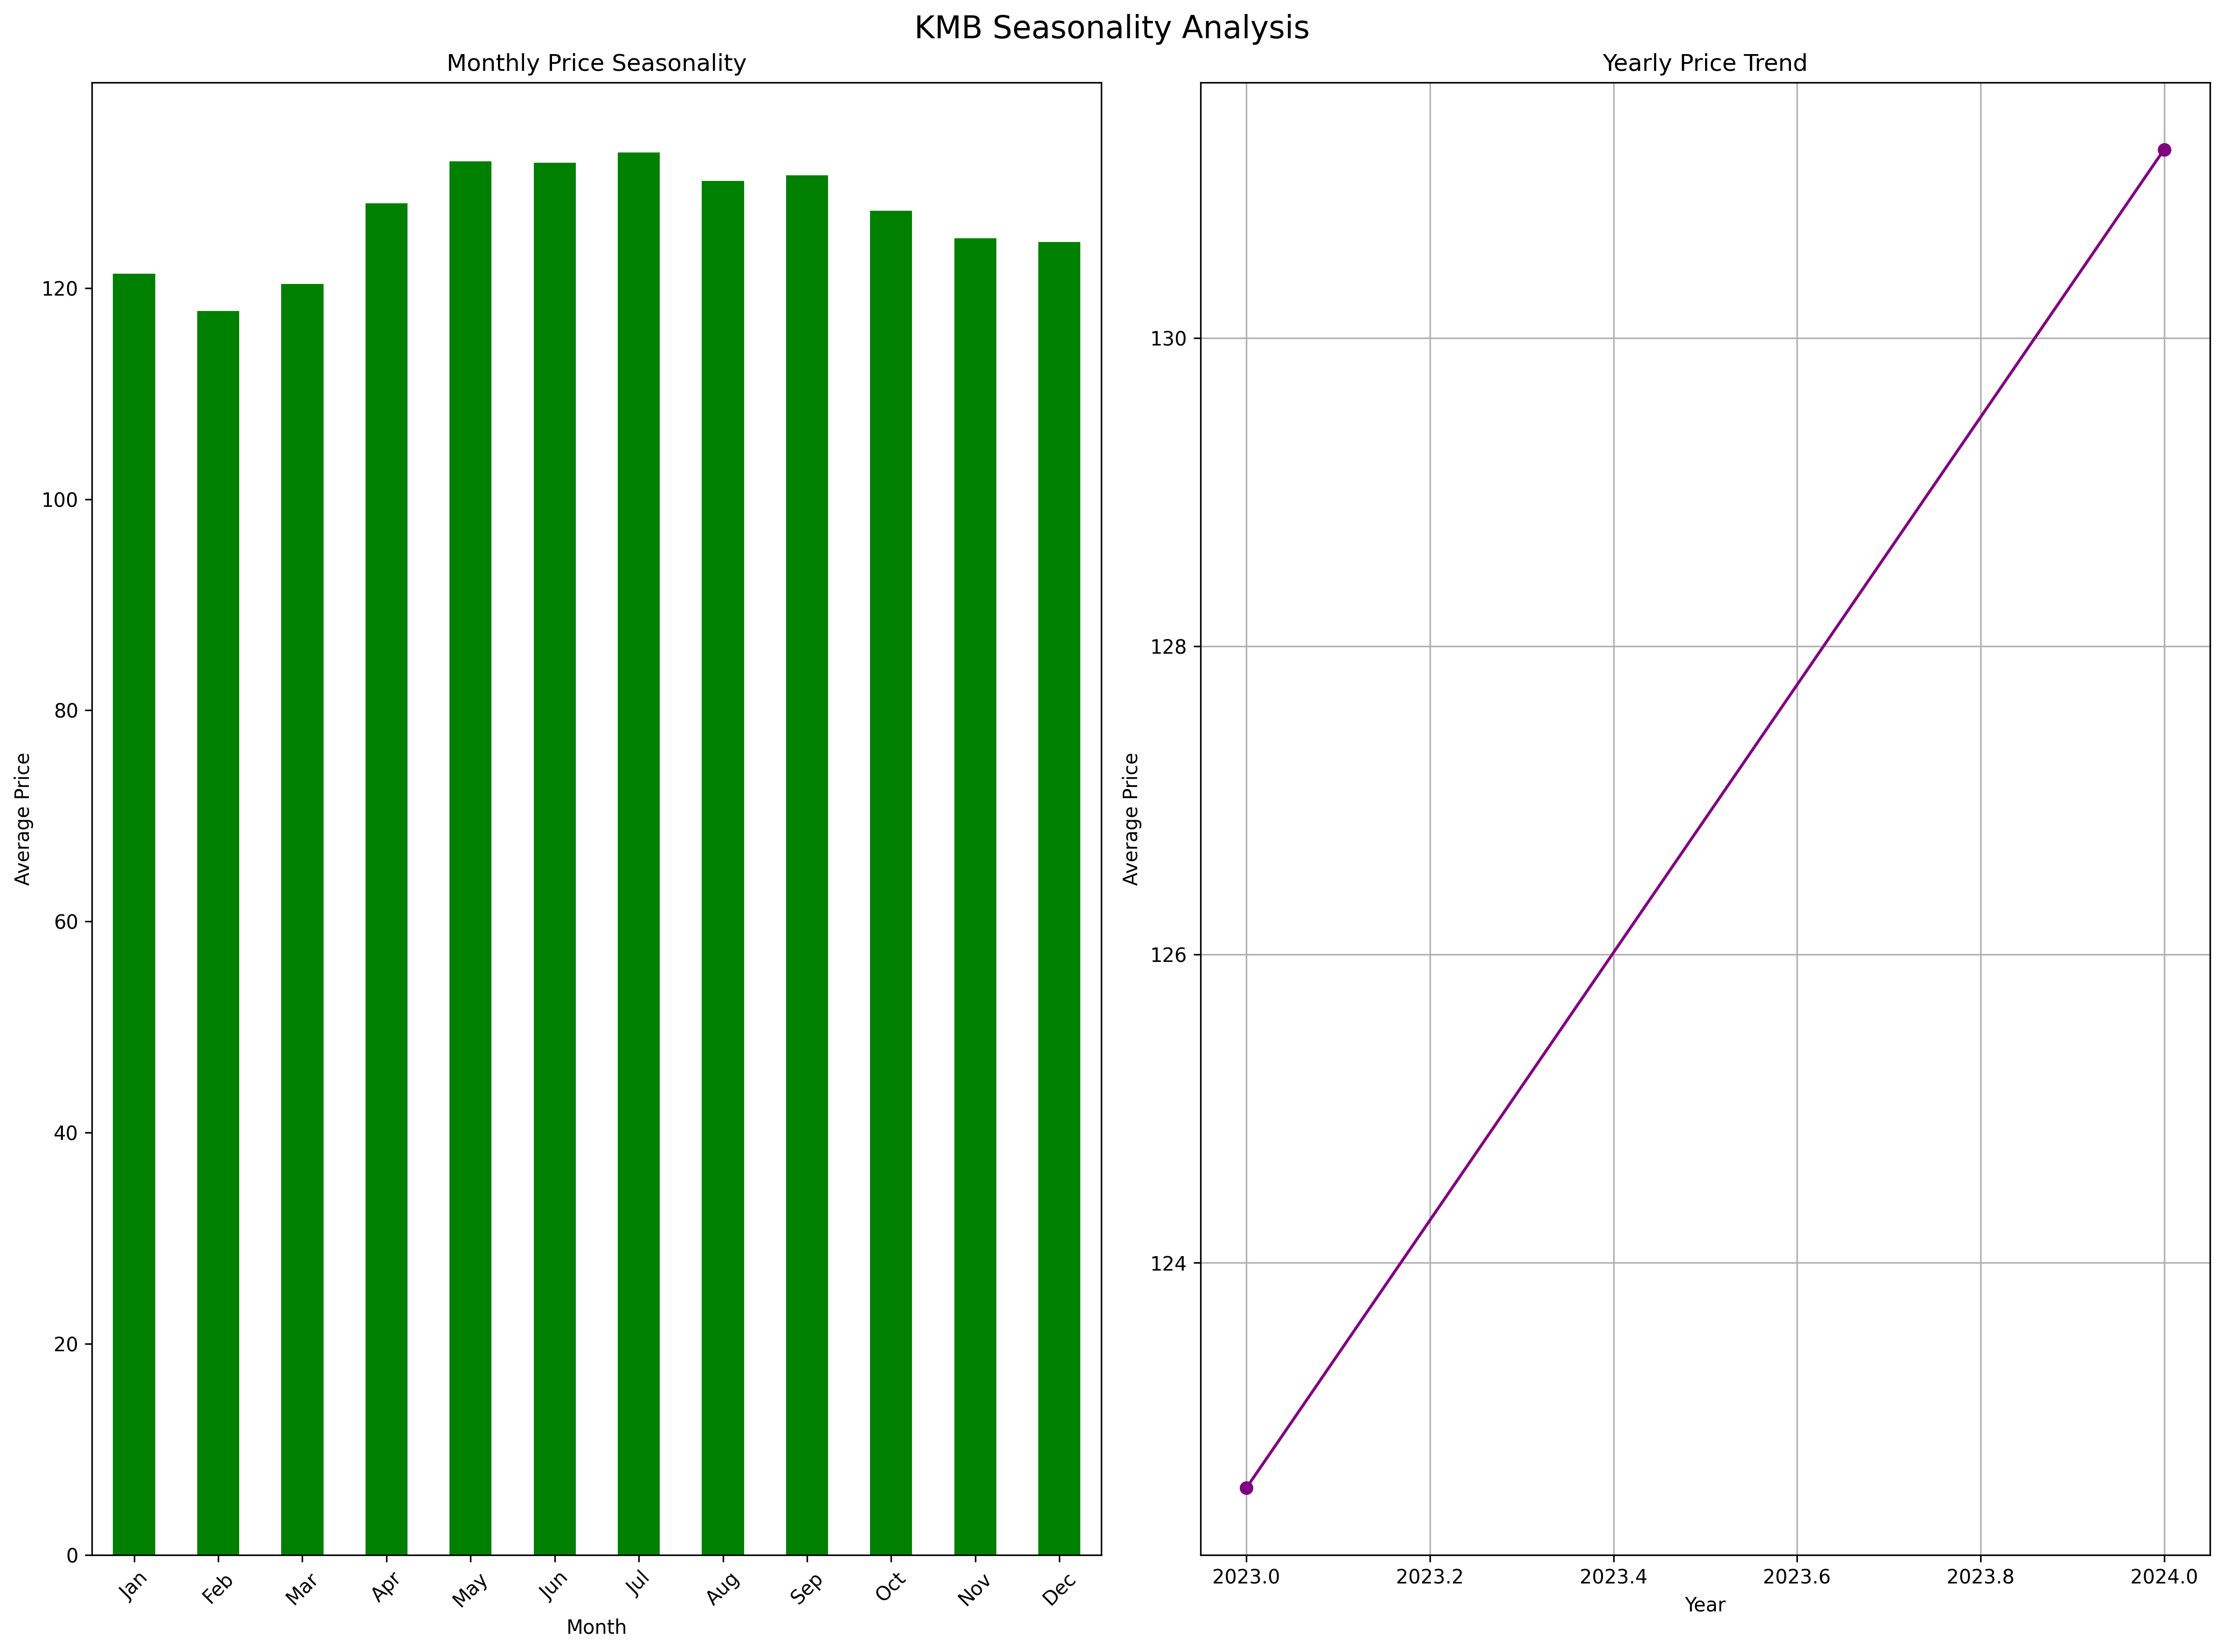 KMB Seasonality Analysis
Monthly Price Seasonality
Average Price
120
100
80
60
40
20
0
Jan Feb Mar Apr May Jun Jul Aug Sep Oct Nov Dec
Month
Yearly Price Trend
Average Price
130
128
126
124
2023.0 2023.2 2023.4 2023.6 2023.8 2024.0
Year